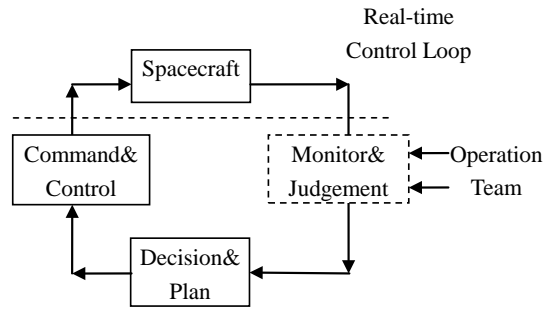 Real-time
Control Loop
Spacecraft
Command&
Control
Monitor&
Judgement
Operation
Team
Decision&
Plan